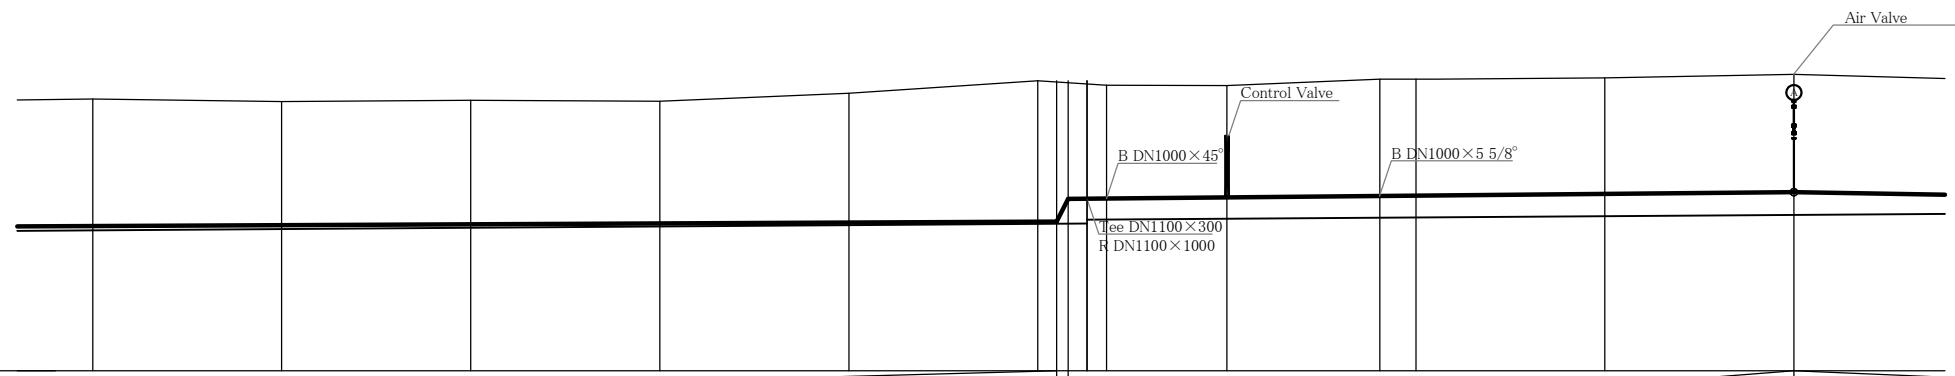 Air Valve
Control Valve
A
B DN1000×45°
B DN1000×5 5/8°
Tee DN1100×300
R DN1100×1000